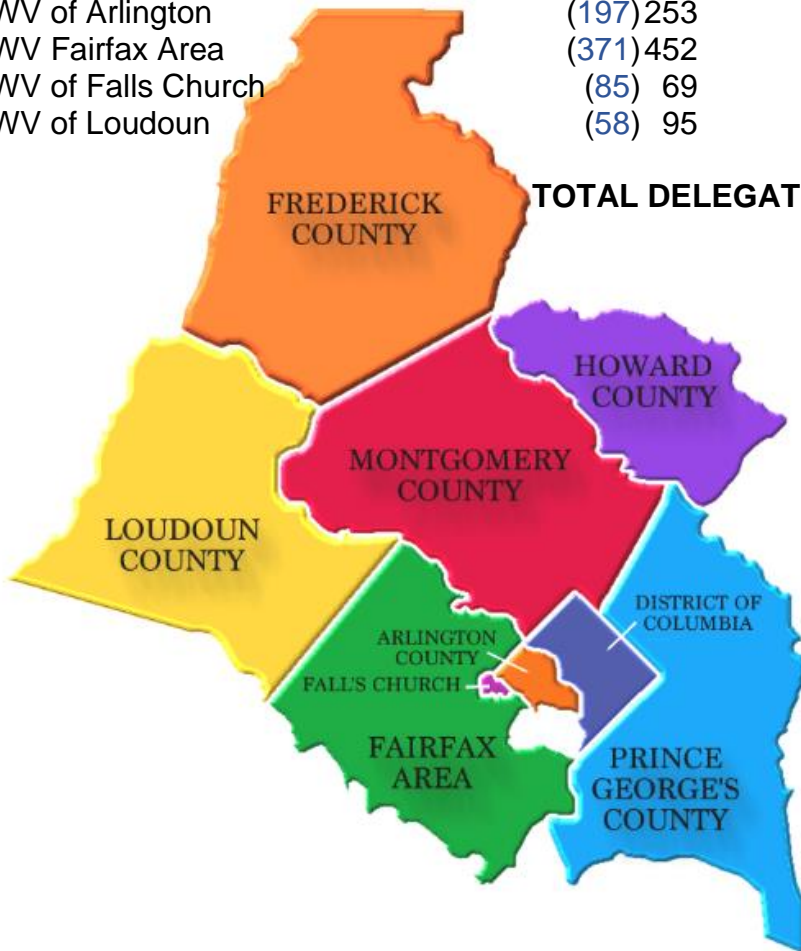 WV of Arlington (197) 253
WV Fairfax Area (371) 452
WV of Falls Church (85) 69
WV of Loudoun (58) 95
TOTAL DELEGAT
FREDERICK
COUNTY
HOWARD
COUNTY
MONTGOMERY
COUNTY
LOUDOUN
COUNTY
DISTRICT OF
COLUMBIA
ARLINGTON
COUNTY
FALL'S CHURCH
FAIRFAX
AREA
PRINCE
GEORGE'S
COUNTY